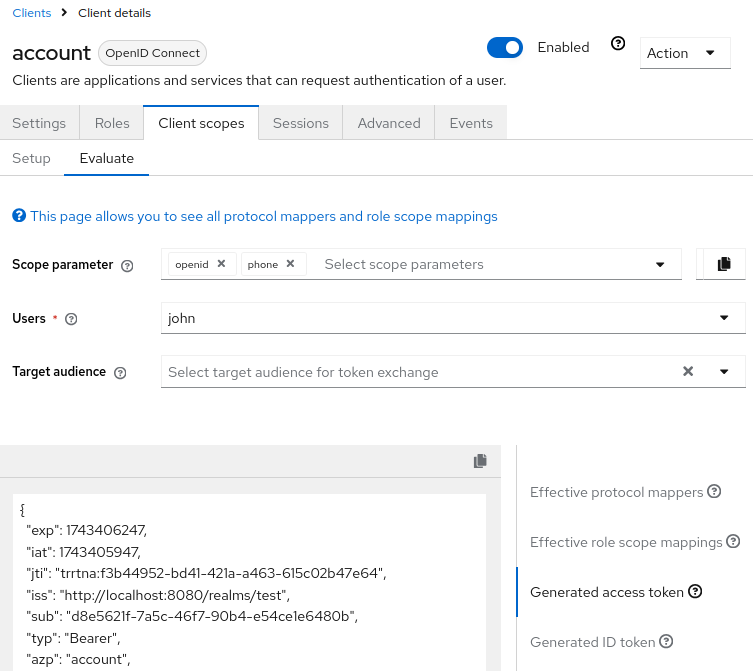 Clients > Client details
account OpenID Connect Enabled Action
Clients are applications and services that can request authentication of a user.
Settings Roles Client scopes Sessions Advanced Events
Setup Evaluate
This page allows you to see all protocol mappers and role scope mappings
Scope parameter openid phone Select scope parameters
Users * john
Target audience Select target audience for token exchange
{
"exp": 1743406247,
"iat": 1743405947,
"jti": "trrtna:f3b44952-bd41-421a-a463-615c02b47e64",
"iss": "http://localhost:8080/realms/test",
"sub": "d8e5621f-7a5c-46f7-90b4-e54ce1e6480b",
"typ": "Bearer",
"azp": "account",
Effective protocol mappers
Effective role scope mappings
Generated access token
Generated ID token